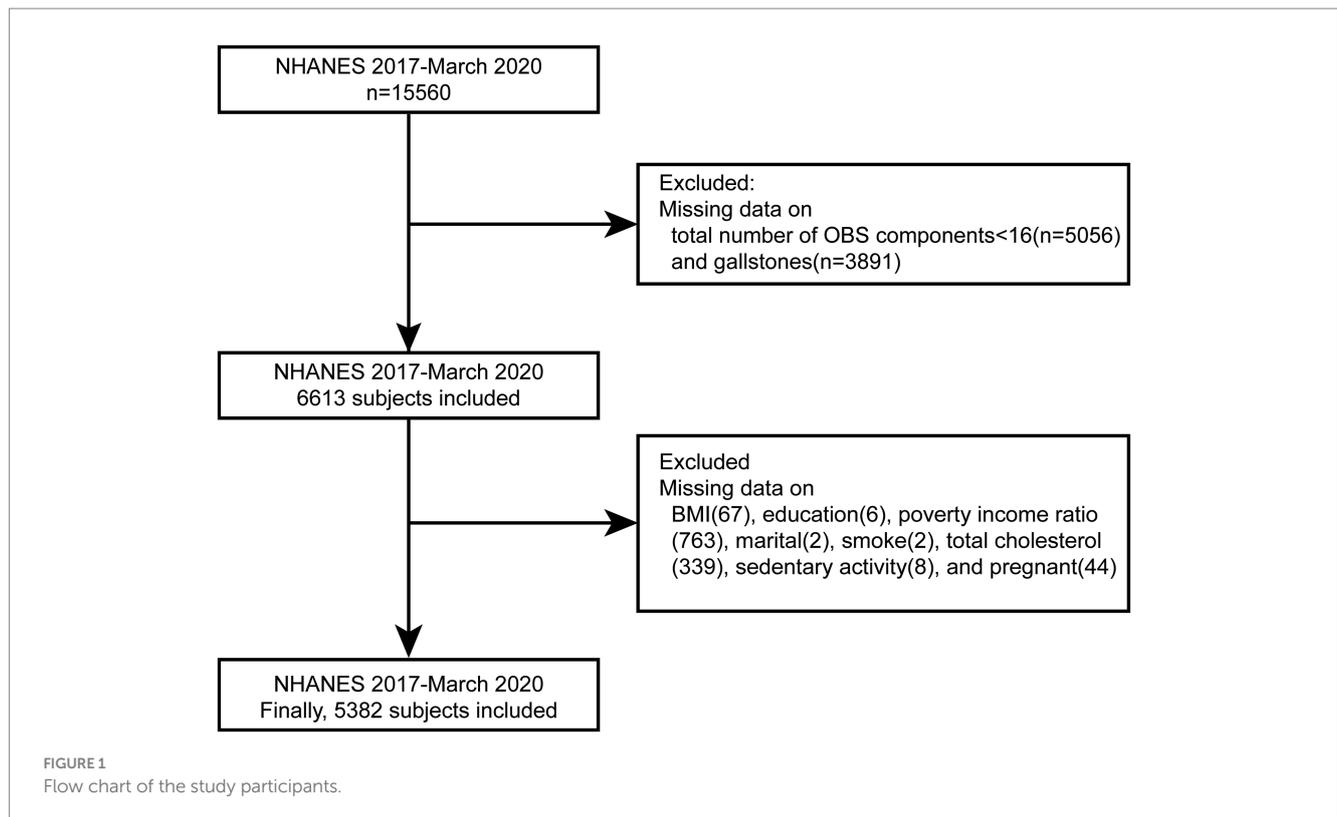 NHANES 2017-March 2020
n=15560
Excluded:
Missing data on
total number of OBS components<16(n=5056)
and gallstones(n=3891)
NHANES 2017-March 2020
6613 subjects included
Excluded
Missing data on
BMI(67), education(6), poverty income ratio
(763), marital(2), smoke(2), total cholesterol
(339), sedentary activity(8), and pregnant(44)
NHANES 2017-March 2020
Finally, 5382 subjects included
FIGURE 1
Flow chart of the study participants.